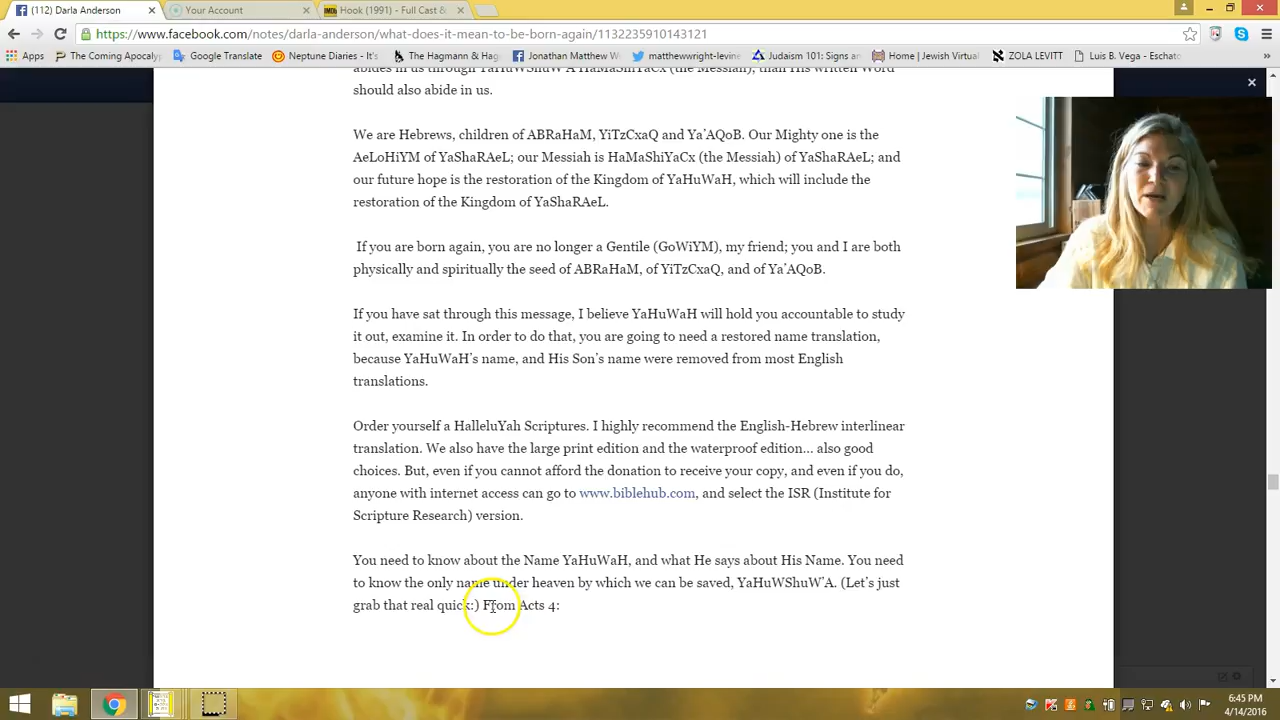 (112) Darla Anderson
Your Account
Hook (1991) - Full Cast &
https://www.facebook.com/notes/darla-anderson/what-does-it-mean-to-be-born-again/1132235910143121
Apps
The Coming Apocalyp
Google Translate
Neptune Diaries - It's
The Hagmann & Hag
Jonathan Matthew W
matthewwright-levine
Judaism 101: Signs an
Home | Jewish Virtual
ZOLA LEVITT
Luis B. Vega - Eschato
abides in us through YaHuWShuW'A HaMaShiYaCx (the Messiah), than His written Word
should also abide in us.
We are Hebrews, children of ABRaHaM, YiTzCxaQ and Ya'AQoB. Our Mighty one is the
AeLoHiYM of YaShaRAeL; our Messiah is HaMaShiYaCx (the Messiah) of YaShaRAeL; and
our future hope is the restoration of the Kingdom of YaHuWaH, which will include the
restoration of the Kingdom of YaShaRAeL.
If you are born again, you are no longer a Gentile (GoWiYM), my friend; you and I are both
physically and spiritually the seed of ABRaHaM, of YiTzCxaQ, and of Ya'AQoB.
If you have sat through this message, I believe YaHuWaH will hold you accountable to study
it out, examine it. In order to do that, you are going to need a restored name translation,
because YaHuWaH's name, and His Son's name were removed from most English
translations.
Order yourself a HalleluYah Scriptures. I highly recommend the English-Hebrew interlinear
translation. We also have the large print edition and the waterproof edition... also good
choices. But, even if you cannot afford the donation to receive your copy, and even if you do,
anyone with internet access can go to www.biblehub.com, and select the ISR (Institute for
Scripture Research) version.
You need to know about the Name YaHuWaH, and what He says about His Name. You need
to know the only name under heaven by which we can be saved, YaHuWShuW'A. (Let's just
grab that real quick:) From Acts 4:
6:45 PM
4/14/2016